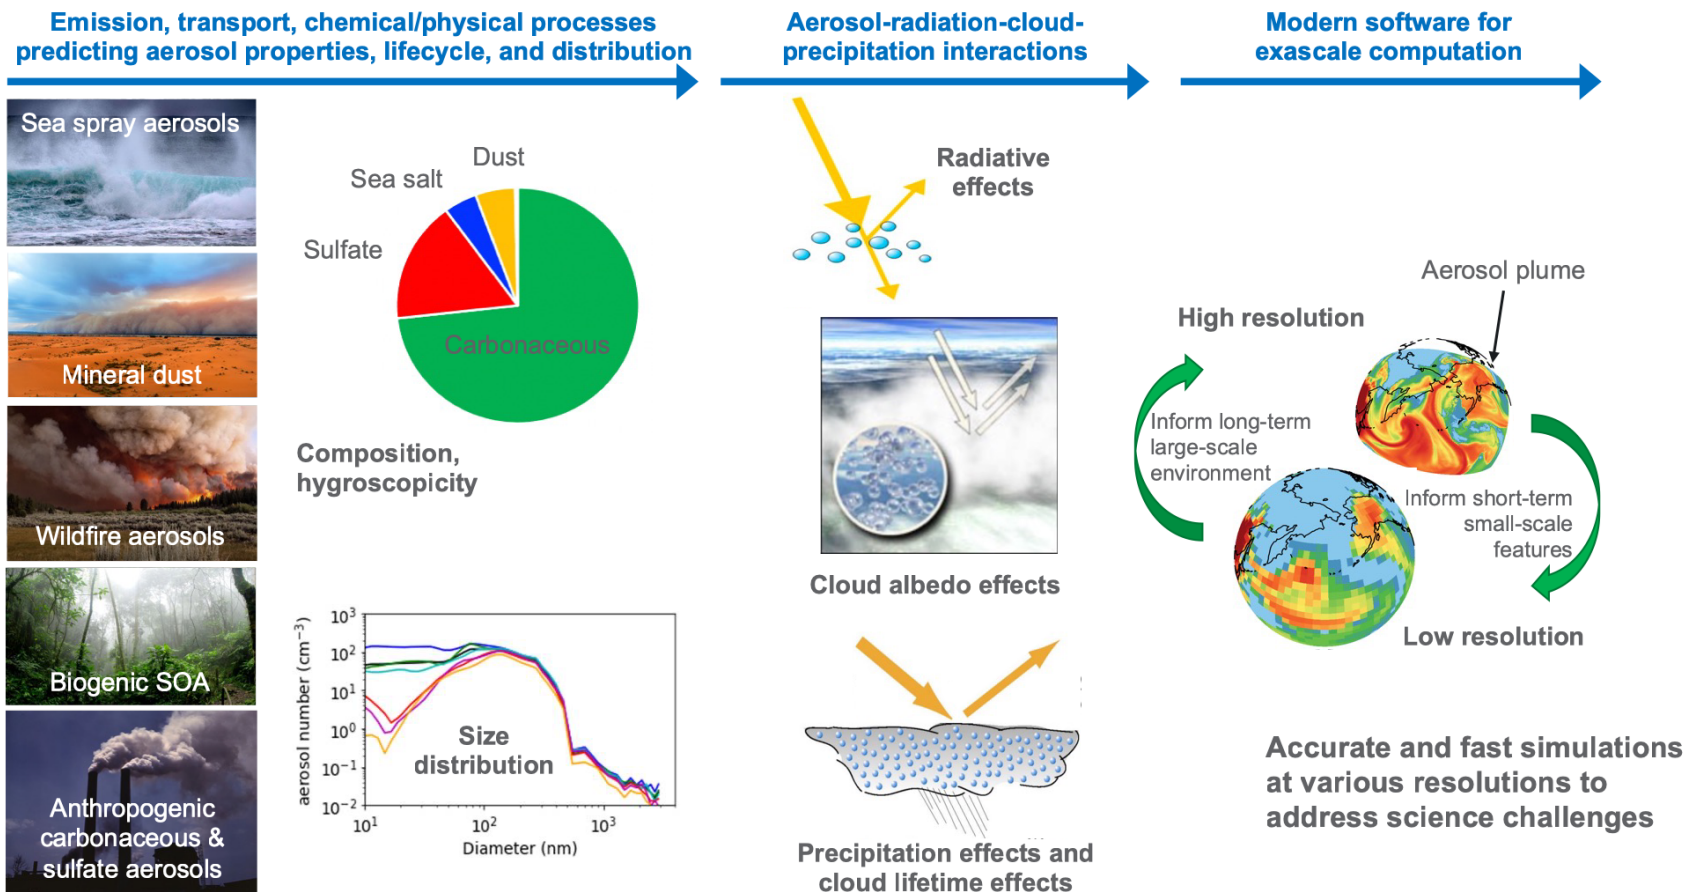 Emission, transport, chemical/physical processes
predicting aerosol properties, lifecycle, and distribution
Aerosol-radiation-cloud-
precipitation interactions
Modern software for
exascale computation
Sea spray aerosols
Mineral dust
Wildfire aerosols
Biogenic SOA
Anthropogenic
carbonaceous &
sulfate aerosols
Dust
Sea salt
Sulfate
Carbonaceous
Composition,
hygroscopicity
aerosol number (cm⁻³)
10³
10²
10¹
10⁰
10⁻¹
10⁻²
Size
distribution
10¹ 10² 10³
Diameter (nm)
Radiative
effects
Cloud albedo effects
Precipitation effects and
cloud lifetime effects
Aerosol plume
High resolution
Inform long-term
large-scale
environment
Inform short-term
small-scale
features
Low resolution
Accurate and fast simulations
at various resolutions to
address science challenges